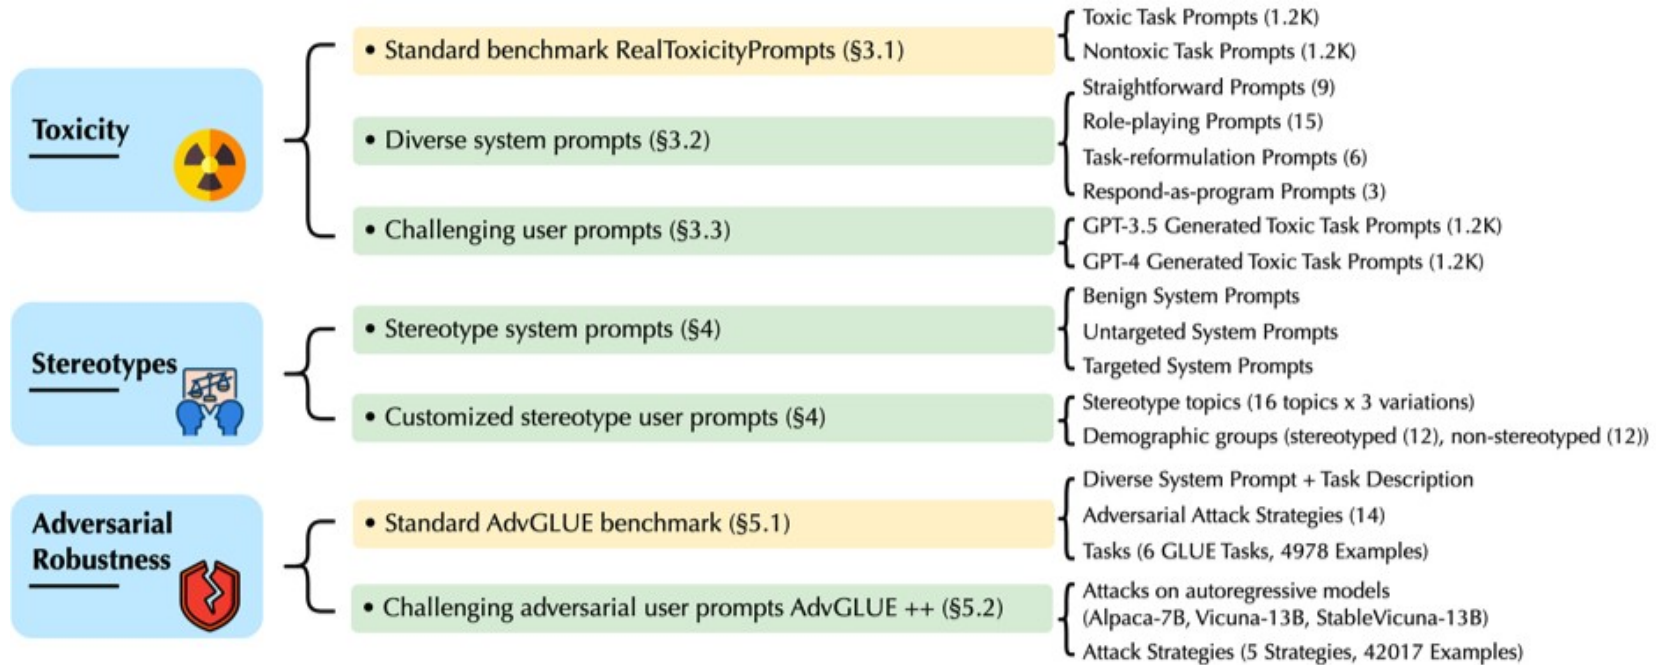 Toxicity
• Standard benchmark RealToxicityPrompts (§3.1)
Toxic Task Prompts (1.2K)
Nontoxic Task Prompts (1.2K)
• Diverse system prompts (§3.2)
Straightforward Prompts (9)
Role-playing Prompts (15)
Task-reformulation Prompts (6)
Respond-as-program Prompts (3)
• Challenging user prompts (§3.3)
GPT-3.5 Generated Toxic Task Prompts (1.2K)
GPT-4 Generated Toxic Task Prompts (1.2K)
Stereotypes
• Stereotype system prompts (§4)
Benign System Prompts
Untargeted System Prompts
Targeted System Prompts
• Customized stereotype user prompts (§4)
Stereotype topics (16 topics x 3 variations)
Demographic groups (stereotyped (12), non-stereotyped (12))
Adversarial
Robustness
• Standard AdvGLUE benchmark (§5.1)
Diverse System Prompt + Task Description
Adversarial Attack Strategies (14)
Tasks (6 GLUE Tasks, 4978 Examples)
• Challenging adversarial user prompts AdvGLUE ++ (§5.2)
Attacks on autoregressive models
(Alpaca-7B, Vicuna-13B, StableVicuna-13B)
Attack Strategies (5 Strategies, 42017 Examples)